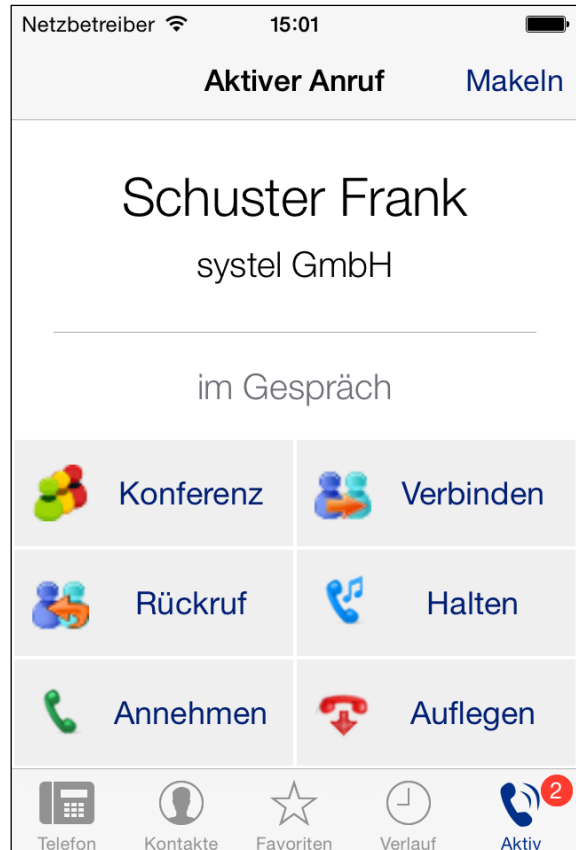 Netzbetreiber 15:01
Aktiver Anruf Makeln
Schuster Frank
systel GmbH
im Gespräch
Konferenz Verbinden
Rückruf Halten
Annehmen Auflegen
2
Telefon Kontakte Favoriten Verlauf Aktiv